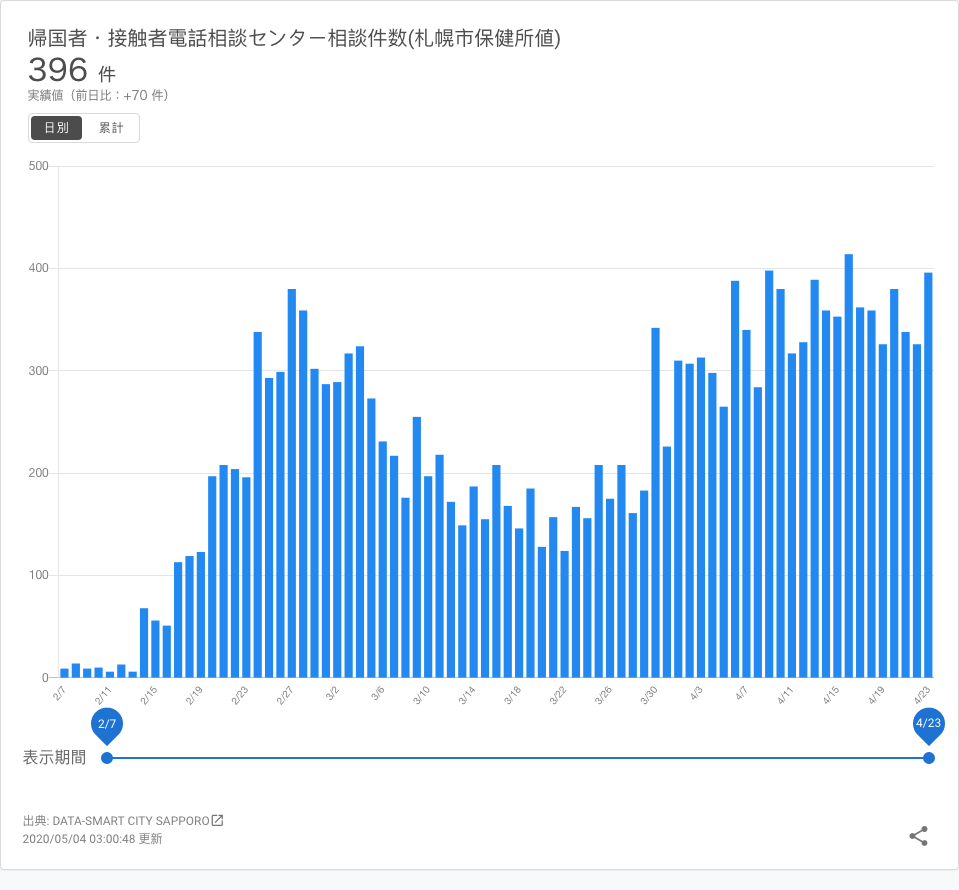 帰国者・接触者電話相談センター相談件数(札幌市保健所値)
396 件
実績値（前日比：+70 件）
日別 累計
500
400
300
200
100
0
2/7 2/11 2/15 2/19 2/23 2/27 3/2 3/6 3/10 3/14 3/18 3/22 3/26 3/30 4/3 4/7 4/11 4/15 4/19 4/23
2/7 4/23
表示期間
出典: DATA-SMART CITY SAPPORO
2020/05/04 03:00:48 更新